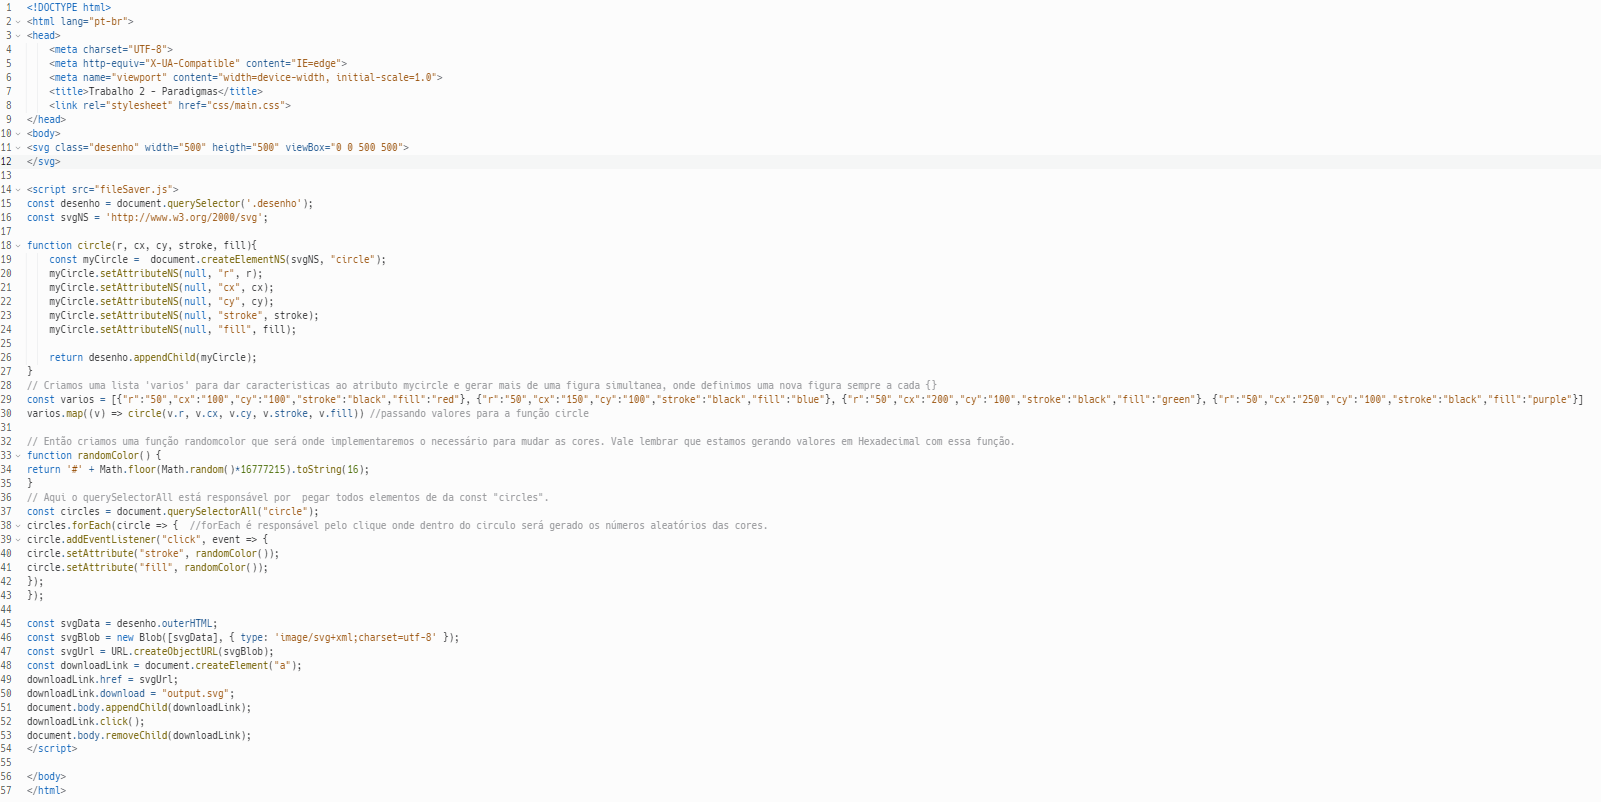 1 <!DOCTYPE html>
2 <html lang="pt-br">
3 <head>
4 <meta charset="UTF-8">
5 <meta http-equiv="X-UA-Compatible" content="IE=edge">
6 <meta name="viewport" content="width=device-width, initial-scale=1.0">
7 <title>Trabalho 2 - Paradigmas</title>
8 <link rel="stylesheet" href="css/main.css">
9 </head>
10 <body>
11 <svg class="desenho" width="500" heigth="500" viewBox="0 0 500 500">
12 </svg>
13
14 <script src="fileSaver.js">
15 const desenho = document.querySelector('.desenho');
16 const svgNS = 'http://www.w3.org/2000/svg';
17
18 function circle(r, cx, cy, stroke, fill){
19 const myCircle =  document.createElementNS(svgNS, "circle");
20 myCircle.setAttributeNS(null, "r", r);
21 myCircle.setAttributeNS(null, "cx", cx);
22 myCircle.setAttributeNS(null, "cy", cy);
23 myCircle.setAttributeNS(null, "stroke", stroke);
24 myCircle.setAttributeNS(null, "fill", fill);
25
26 return desenho.appendChild(myCircle);
27 }
28 // Criamos uma lista 'varios' para dar caracteristicas ao atributo mycircle e gerar mais de uma figura simultanea, onde definimos uma nova figura sempre a cada {}
29 const varios = [{"r":"50","cx":"100","cy":"100","stroke":"black","fill":"red"}, {"r":"50","cx":"150","cy":"100","stroke":"black","fill":"blue"}, {"r":"50","cx":"200","cy":"100","stroke":"black","fill":"green"}, {"r":"50","cx":"250","cy":"100","stroke":"black","fill":"purple"}]
30 varios.map((v) => circle(v.r, v.cx, v.cy, v.stroke, v.fill)) //passando valores para a função circle
31
32 // Então criamos uma função randomcolor que será onde implementaremos o necessário para mudar as cores. Vale lembrar que estamos gerando valores em Hexadecimal com essa função.
33 function randomColor() {
34 return '#' + Math.floor(Math.random()*16777215).toString(16);
35 }
36 // Aqui o querySelectorAll está responsável por  pegar todos elementos de da const "circles".
37 const circles = document.querySelectorAll("circle");
38 circles.forEach(circle => {  //forEach é responsável pelo clique onde dentro do circulo será gerado os números aleatórios das cores.
39 circle.addEventListener("click", event => {
40 circle.setAttribute("stroke", randomColor());
41 circle.setAttribute("fill", randomColor());
42 });
43 });
44
45 const svgData = desenho.outerHTML;
46 const svgBlob = new Blob([svgData], { type: 'image/svg+xml;charset=utf-8' });
47 const svgUrl = URL.createObjectURL(svgBlob);
48 const downloadLink = document.createElement("a");
49 downloadLink.href = svgUrl;
50 downloadLink.download = "output.svg";
51 document.body.appendChild(downloadLink);
52 downloadLink.click();
53 document.body.removeChild(downloadLink);
54 </script>
55
56 </body>
57 </html>